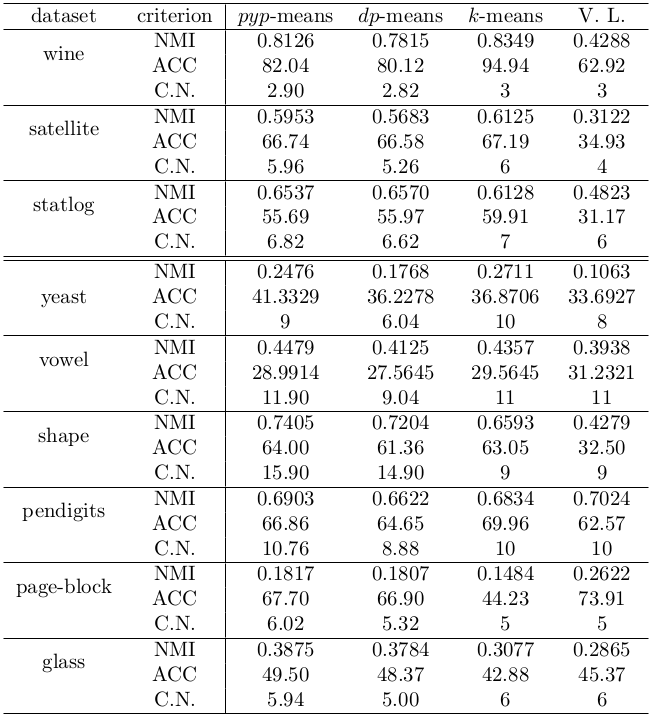 dataset criterion pyp-means dp-means k-means V. L.
wine NMI 0.8126 0.7815 0.8349 0.4288
ACC 82.04 80.12 94.94 62.92
C.N. 2.90 2.82 3 3
satellite NMI 0.5953 0.5683 0.6125 0.3122
ACC 66.74 66.58 67.19 34.93
C.N. 5.96 5.26 6 4
statlog NMI 0.6537 0.6570 0.6128 0.4823
ACC 55.69 55.97 59.91 31.17
C.N. 6.82 6.62 7 6
yeast NMI 0.2476 0.1768 0.2711 0.1063
ACC 41.3329 36.2278 36.8706 33.6927
C.N. 9 6.04 10 8
vowel NMI 0.4479 0.4125 0.4357 0.3938
ACC 28.9914 27.5645 29.5645 31.2321
C.N. 11.90 9.04 11 11
shape NMI 0.7405 0.7204 0.6593 0.4279
ACC 64.00 61.36 63.05 32.50
C.N. 15.90 14.90 9 9
pendigits NMI 0.6903 0.6622 0.6834 0.7024
ACC 66.86 64.65 69.96 62.57
C.N. 10.76 8.88 10 10
page-block NMI 0.1817 0.1807 0.1484 0.2622
ACC 67.70 66.90 44.23 73.91
C.N. 6.02 5.32 5 5
glass NMI 0.3875 0.3784 0.3077 0.2865
ACC 49.50 48.37 42.88 45.37
C.N. 5.94 5.00 6 6